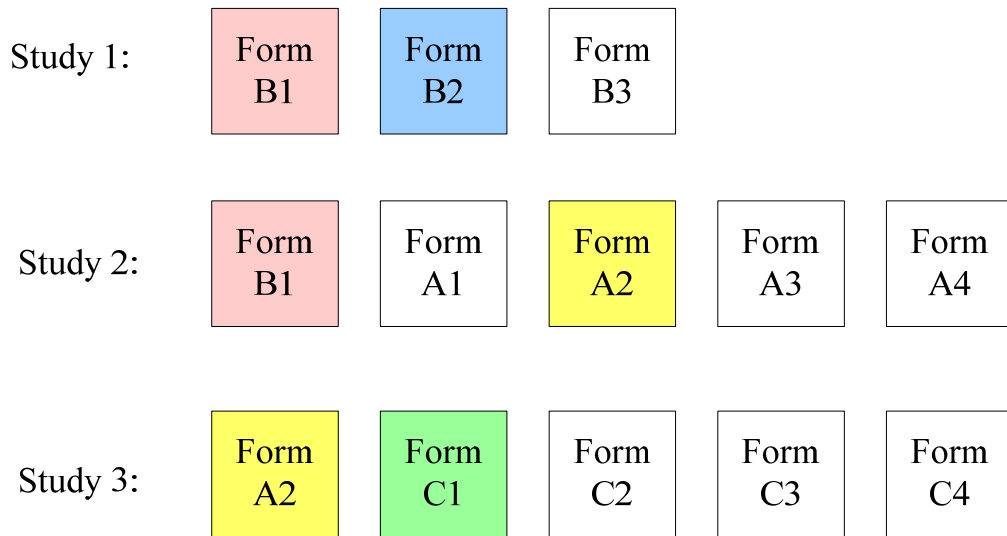 Study 1:
Form
B1
Form
B2
Form
B3
Study 2:
Form
B1
Form
A1
Form
A2
Form
A3
Form
A4
Study 3:
Form
A2
Form
C1
Form
C2
Form
C3
Form
C4